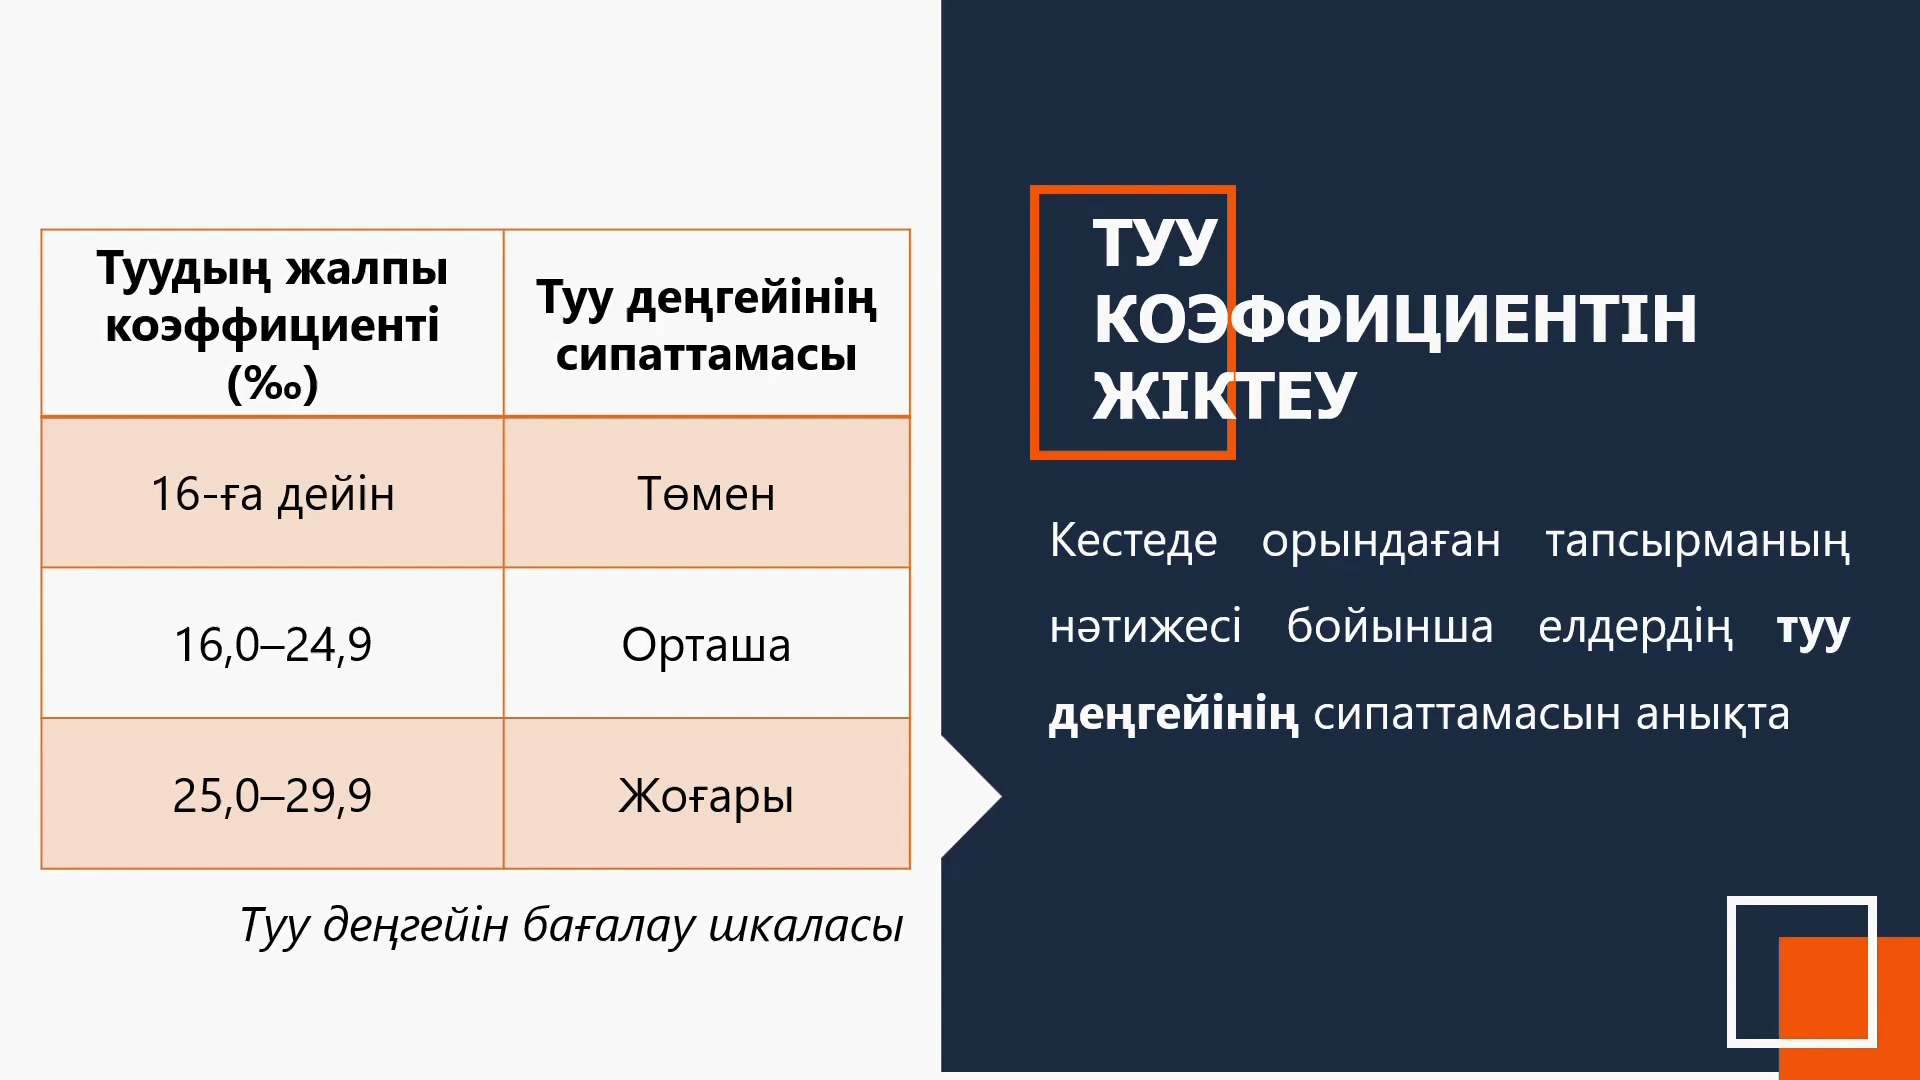 Туудың жалпы
коэффициенті
(‰)
Туу деңгейінің
сипаттамасы
16-ға дейін
Төмен
16,0–24,9
Орташа
25,0–29,9
Жоғары
Туу деңгейін бағалау шкаласы
ТУУ
КОЭФФИЦИЕНТІН
ЖІКТЕУ
Кестеде орындаған тапсырманың
нәтижесі бойынша елдердің туу
деңгейінің сипаттамасын анықта